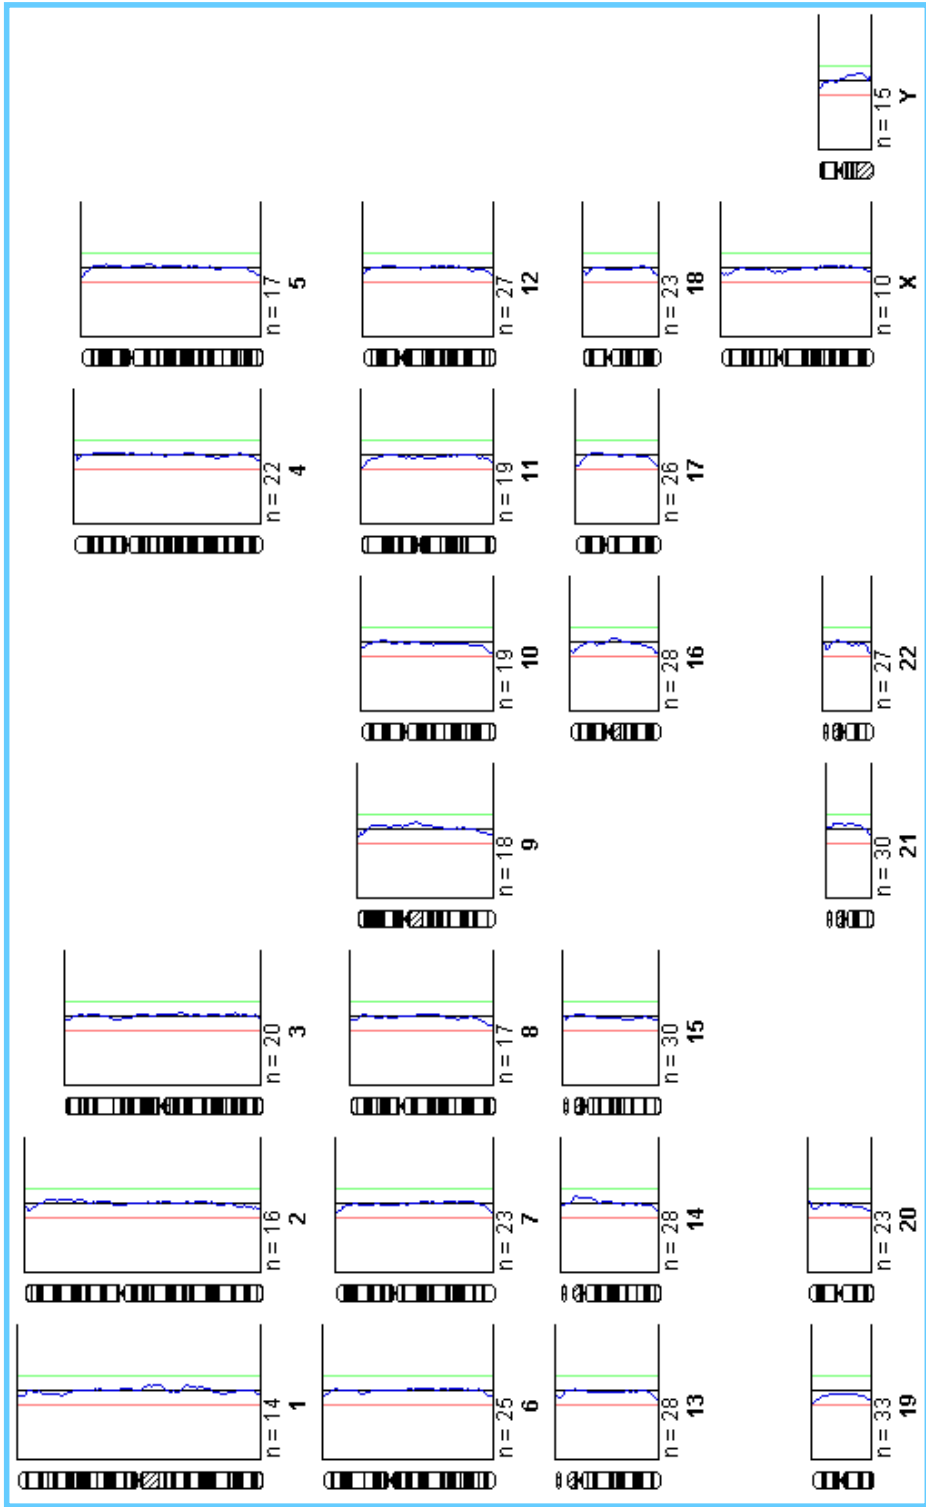 n = 14 n = 16 n = 20 n = 22 n = 17
1 2 3 4 5
n = 25 n = 23 n = 17 n = 18 n = 19 n = 19 n = 27
6 7 8 9 10 11 12
n = 28 n = 28 n = 30 n = 28 n = 26 n = 23
13 14 15 16 17 18
n = 33 n = 23 n = 30 n = 27 n = 10 n = 15
19 20 21 22 X Y